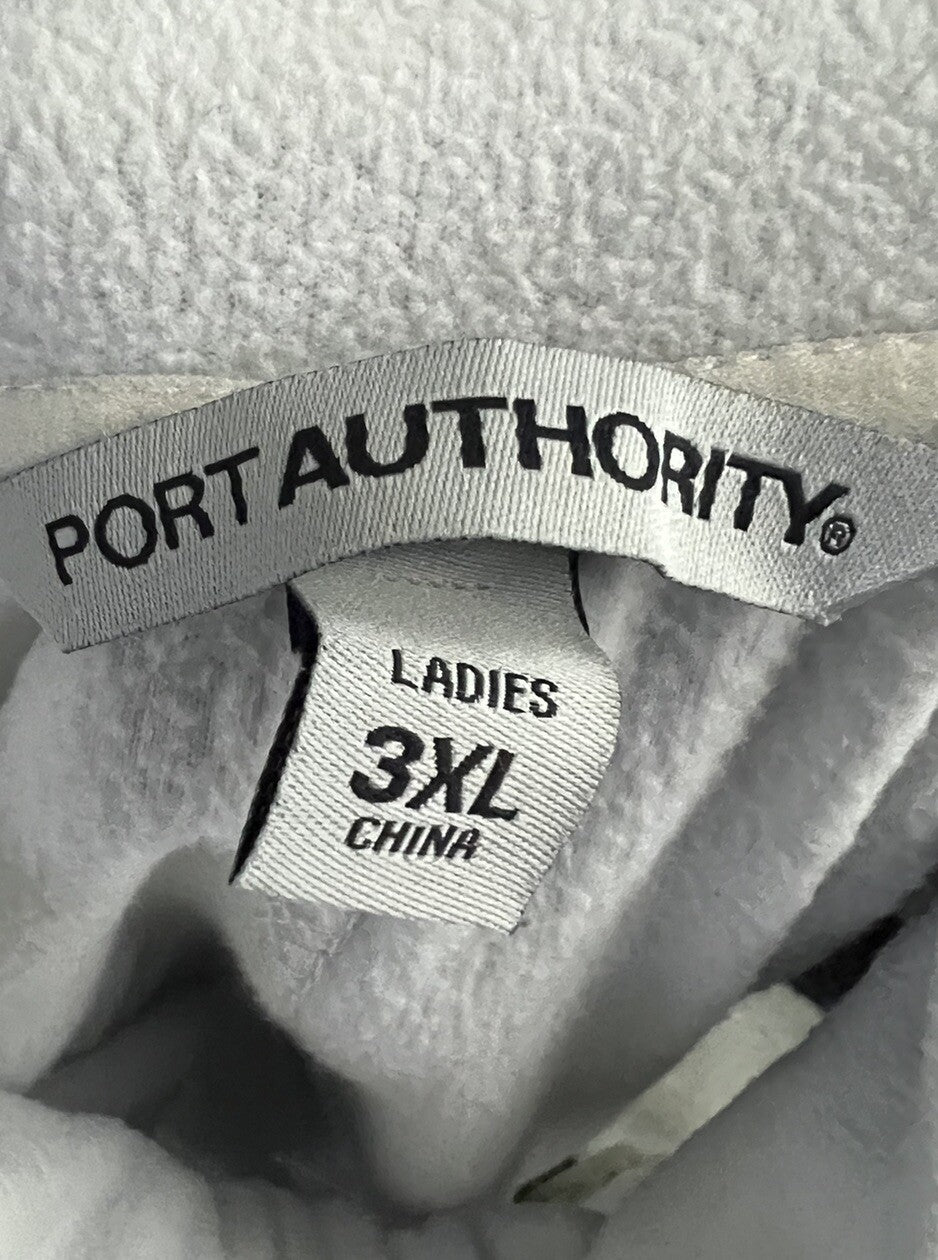 PORT AUTHORITY®
LADIES
3XL
CHINA